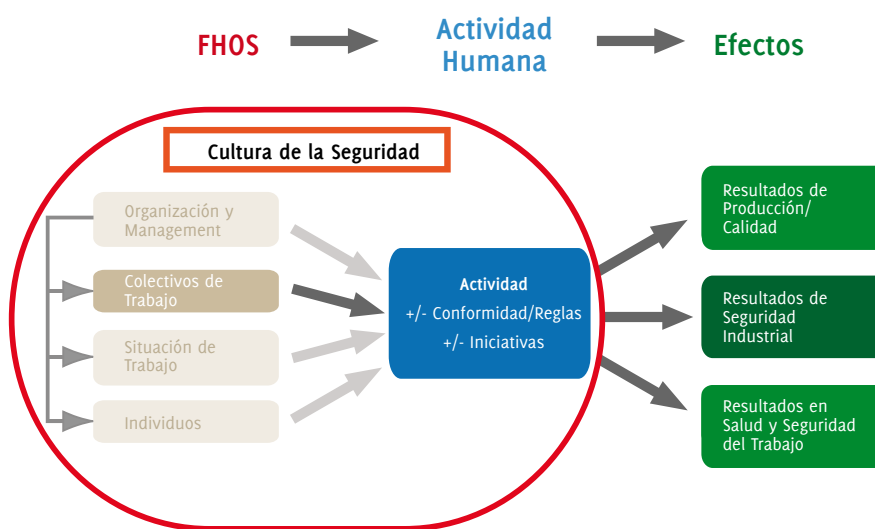 FHOS
Actividad
Humana
Efectos
Cultura de la Seguridad
Organización y
Management
Colectivos de
Trabajo
Situación de
Trabajo
Individuos
Actividad
+/- Conformidad/Reglas
+/- Iniciativas
Resultados de
Producción/
Calidad
Resultados de
Seguridad
Industrial
Resultados en
Salud y Seguridad
del Trabajo